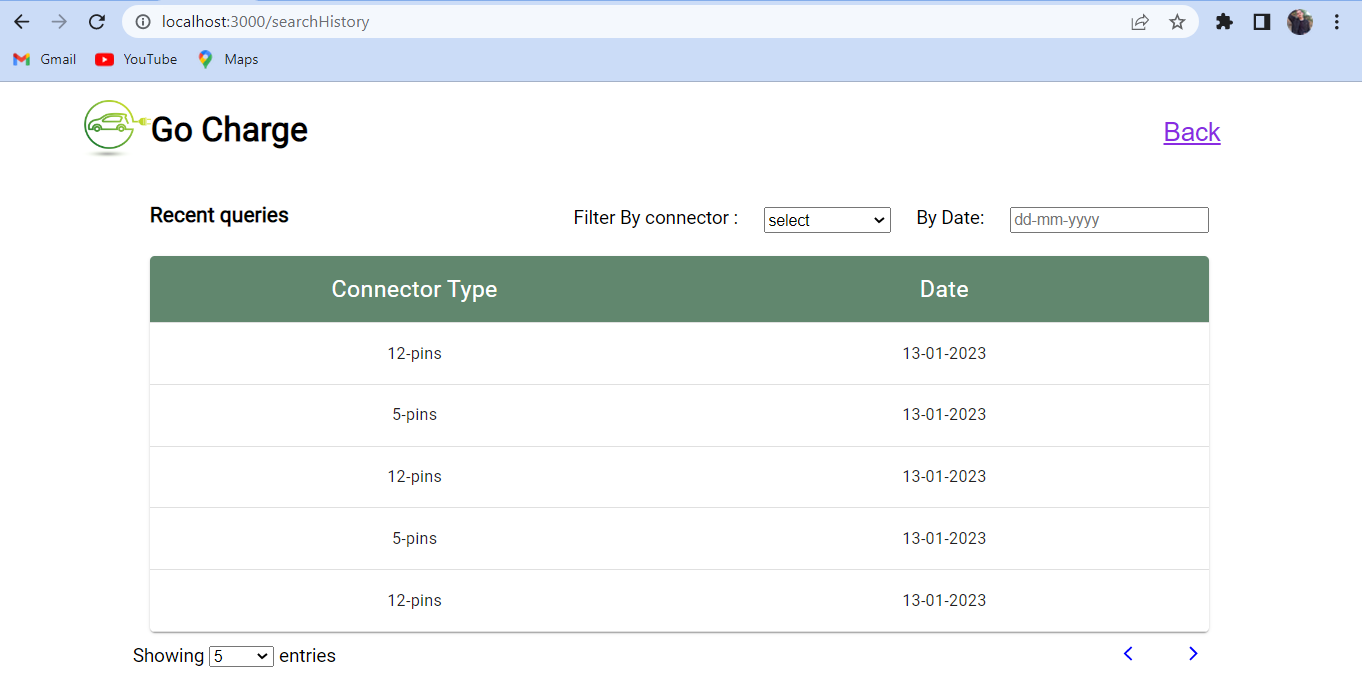 localhost:3000/searchHistory
Gmail YouTube Maps
Go Charge Back
Recent queries Filter By connector : select By Date: dd-mm-yyyy
Connector Type Date
12-pins 13-01-2023
5-pins 13-01-2023
12-pins 13-01-2023
5-pins 13-01-2023
12-pins 13-01-2023
Showing 5 entries